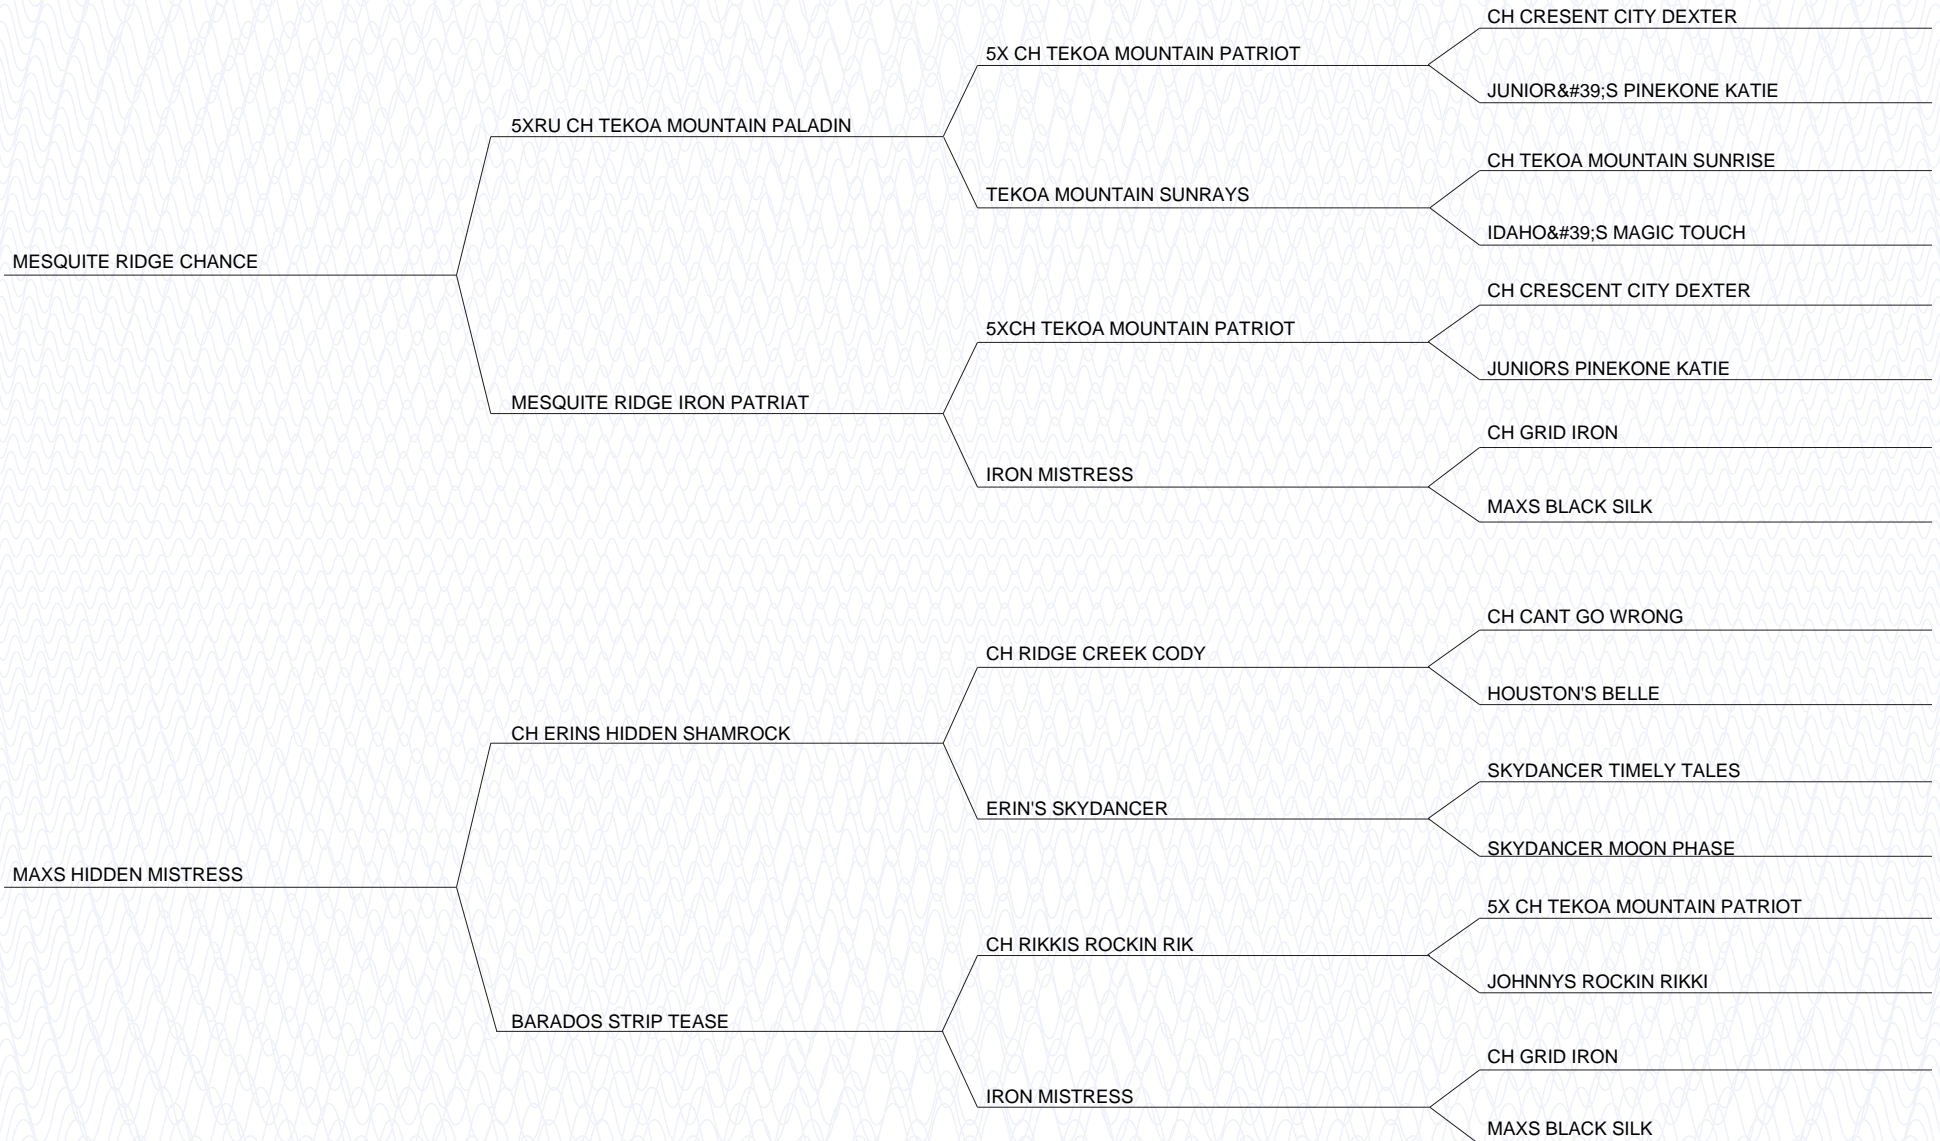 CH CRESENT CITY DEXTER
5X CH TEKOA MOUNTAIN PATRIOT
JUNIOR&#39;S PINEKONE KATIE
5XRU CH TEKOA MOUNTAIN PALADIN
CH TEKOA MOUNTAIN SUNRISE
TEKOA MOUNTAIN SUNRAYS
IDAHO&#39;S MAGIC TOUCH
MESQUITE RIDGE CHANCE
CH CRESCENT CITY DEXTER
5XCH TEKOA MOUNTAIN PATRIOT
JUNIORS PINEKONE KATIE
MESQUITE RIDGE IRON PATRIAT
CH GRID IRON
IRON MISTRESS
MAXS BLACK SILK
CH CANT GO WRONG
CH RIDGE CREEK CODY
HOUSTON'S BELLE
CH ERINS HIDDEN SHAMROCK
SKYDANCER TIMELY TALES
ERIN'S SKYDANCER
SKYDANCER MOON PHASE
MAXS HIDDEN MISTRESS
5X CH TEKOA MOUNTAIN PATRIOT
CH RIKKIS ROCKIN RIK
JOHNNYS ROCKIN RIKKI
BARADOS STRIP TEASE
CH GRID IRON
IRON MISTRESS
MAXS BLACK SILK